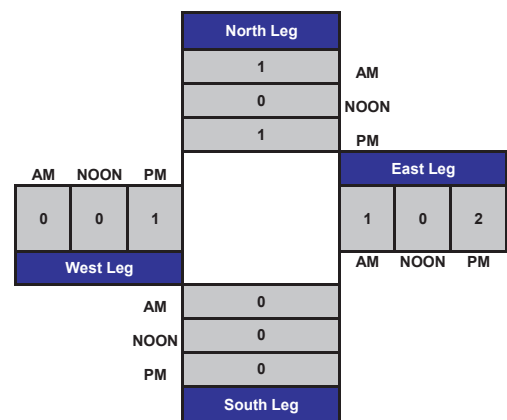 North Leg
1 AM
0 NOON
1 PM
AM NOON PM
East Leg
0 0 1
1 0 2
West Leg
AM NOON PM
AM 0
NOON 0
PM 0
South Leg